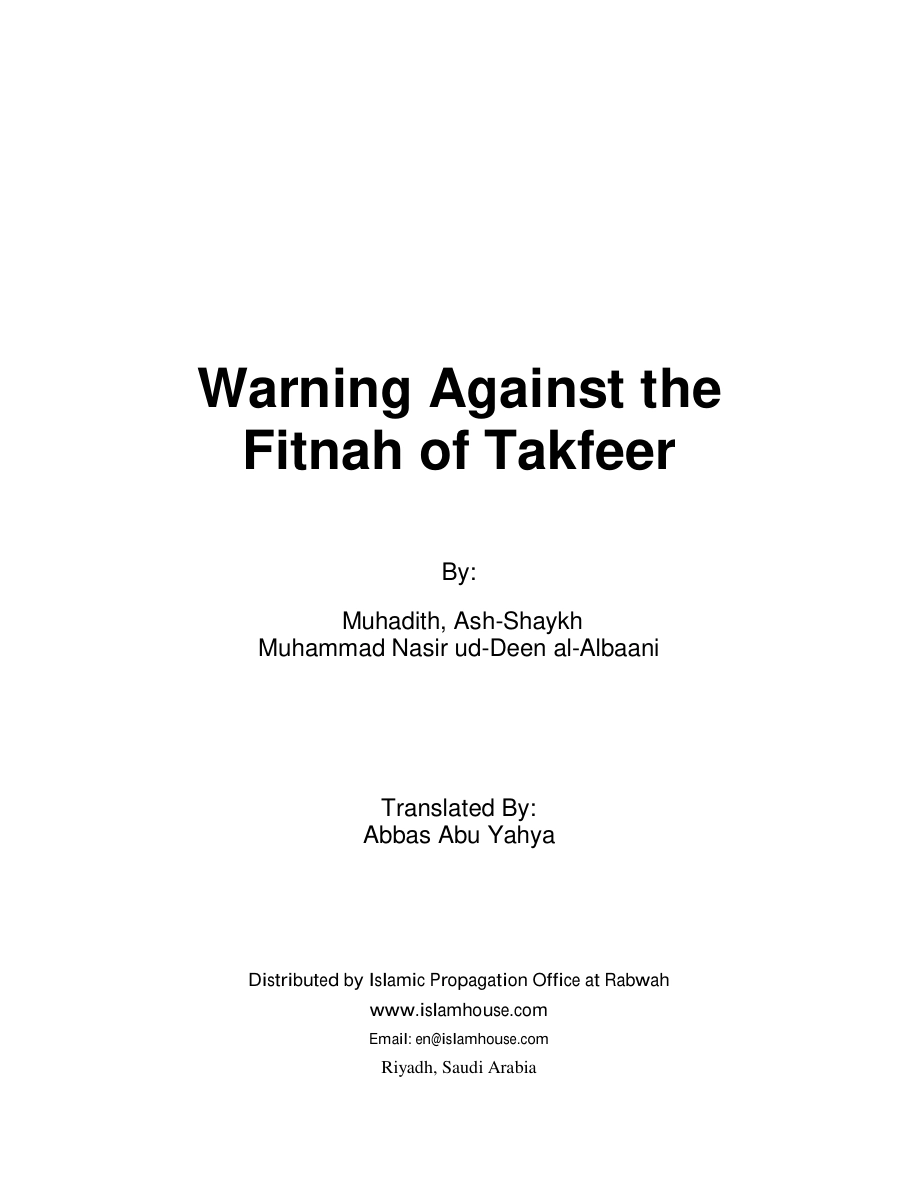 Warning Against the
Fitnah of Takfeer
By:
Muhadith, Ash-Shaykh
Muhammad Nasir ud-Deen al-Albaani
Translated By:
Abbas Abu Yahya
Distributed by Islamic Propagation Office at Rabwah
www.islamhouse.com
Email: en@islamhouse.com
Riyadh, Saudi Arabia